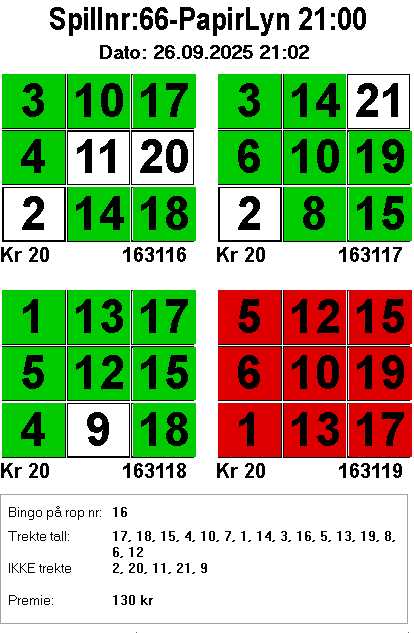 Spillnr:66-PapirLyn 21:00
Dato: 26.09.2025 21:02
3 10 17
4 11 20
2 14 18
Kr 20 163116
3 14 21
6 10 19
2 8 15
Kr 20 163117
1 13 17
5 12 15
4 9 18
Kr 20 163118
5 12 15
6 10 19
1 13 17
Kr 20 163119
Bingo på rop nr: 16
Trekte tall: 17, 18, 15, 4, 10, 7, 1, 14, 3, 16, 5, 13, 19, 8,
6, 12
IKKE trekte 2, 20, 11, 21, 9
Premie: 130 kr